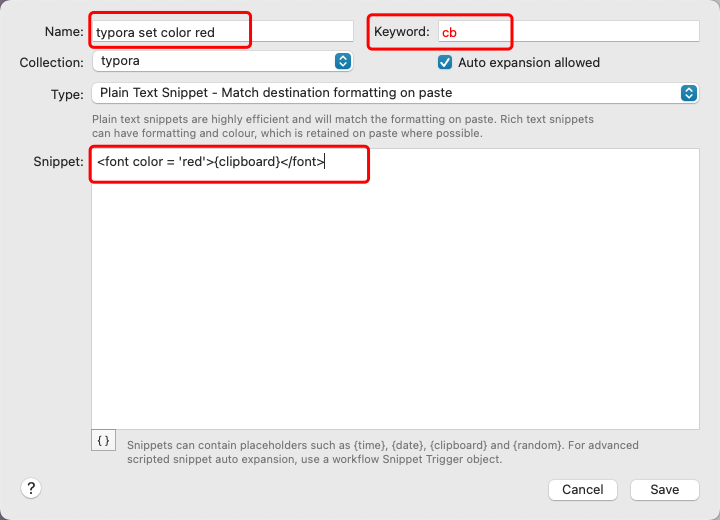 Name: typora set color red Keyword: cb
Collection: typora Auto expansion allowed
Type: Plain Text Snippet - Match destination formatting on paste
Plain text snippets are highly efficient and will match the formatting on paste. Rich text snippets
can have formatting and colour, which is retained on paste where possible.
Snippet: <font color = 'red'>{clipboard}</font>
{ } Snippets can contain placeholders such as {time}, {date}, {clipboard} and {random}. For advanced
scripted snippet auto expansion, use a workflow Snippet Trigger object.
? Cancel Save